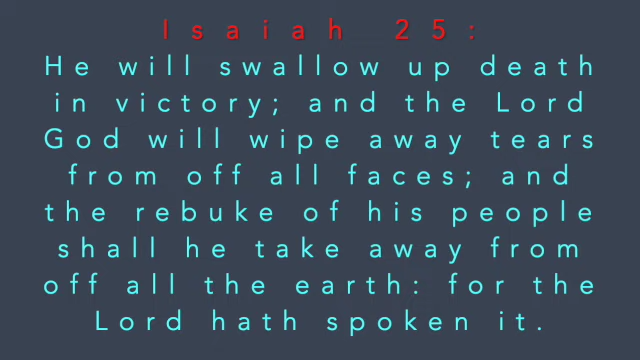 Isaiah 25:
He will swallow up death
in victory; and the Lord
God will wipe away tears
from off all faces; and
the rebuke of his people
shall he take away from
off all the earth: for the
Lord hath spoken it.